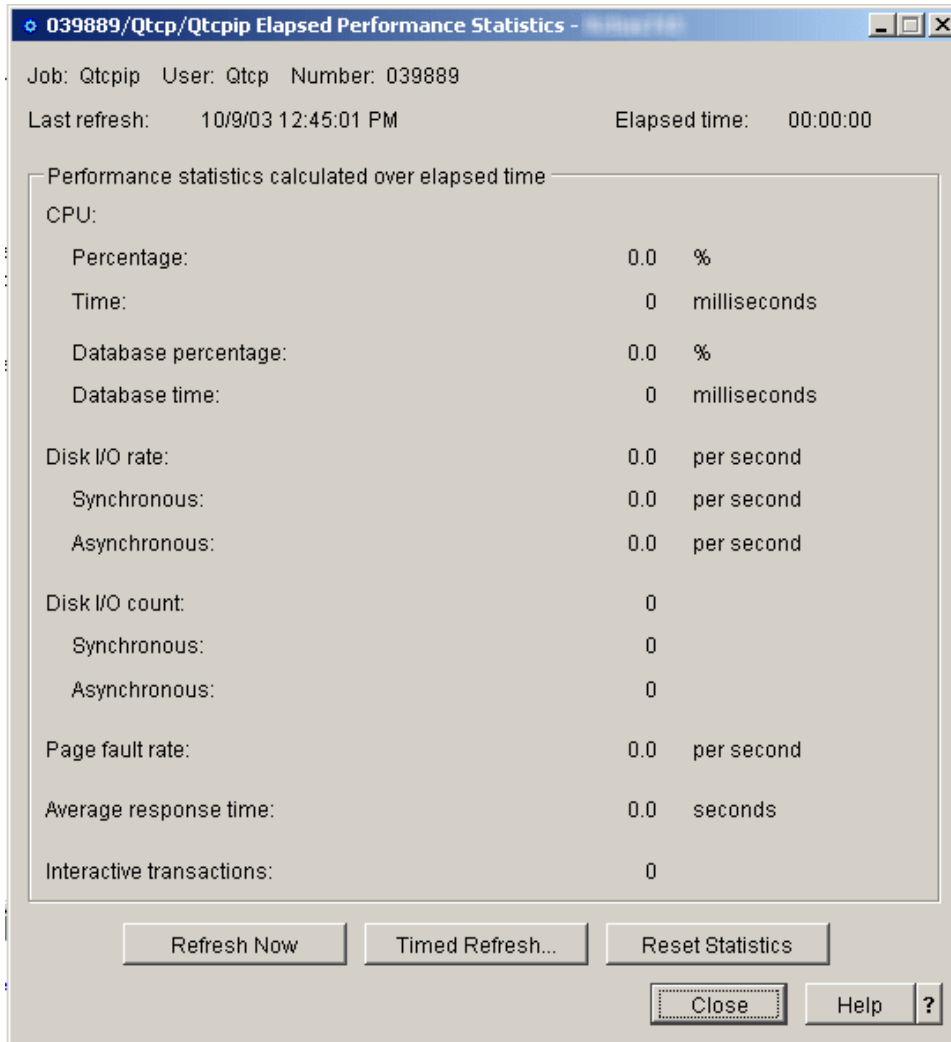 039889/Qtcp/Qtcpip Elapsed Performance Statistics -
Job: Qtcpip User: Qtcp Number: 039889
Last refresh: 10/9/03 12:45:01 PM Elapsed time: 00:00:00
Performance statistics calculated over elapsed time
CPU:
Percentage: 0.0 %
Time: 0 milliseconds
Database percentage: 0.0 %
Database time: 0 milliseconds
Disk I/O rate: 0.0 per second
Synchronous: 0.0 per second
Asynchronous: 0.0 per second
Disk I/O count: 0
Synchronous: 0
Asynchronous: 0
Page fault rate: 0.0 per second
Average response time: 0.0 seconds
Interactive transactions: 0
Refresh Now Timed Refresh... Reset Statistics
Close Help ?